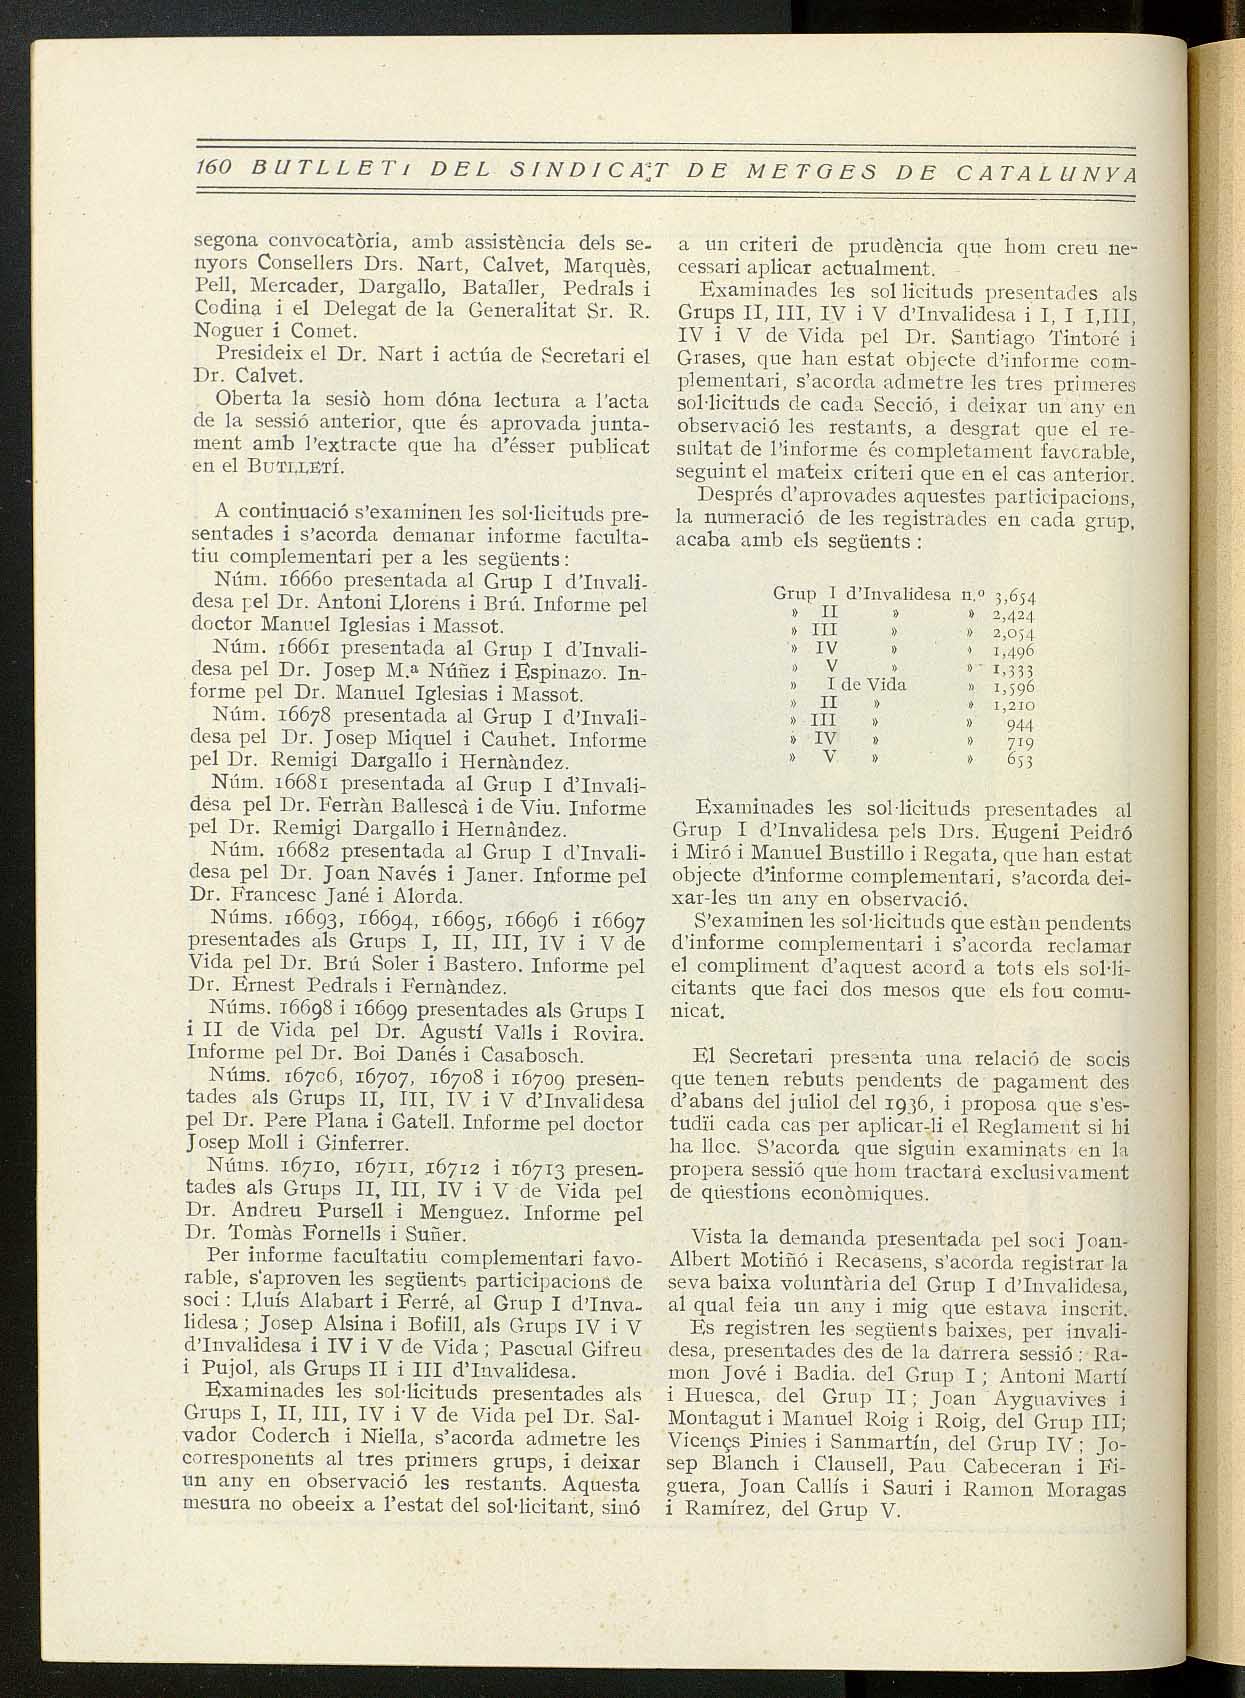 160 BUTLLETÍ DEL SINDICAT DE METGES DE CATALUNYA
segona convocatòria, amb assistència dels se-
nyors Consellers Drs. Nart, Calvet, Marquès,
Pell, Mercader, Dargallo, Bataller, Pedrals i
Codina i el Delegat de la Generalitat Sr. R.
Noguer i Comet.
Presideix el Dr. Nart i actúa de Secretari el
Dr. Calvet.
Oberta la sesiò hom dóna lectura a l'acta
de la sessió anterior, que és aprovada junta-
ment amb l'extracte que ha d'ésser publicat
en el BUTLLETÍ.
A continuació s'examinen les sol·licituds pre-
sentades i s'acorda demanar informe faculta-
tiu complementari per a les següents:
Núm. 16660 presentada al Grup I d'Invali-
desa pel Dr. Antoni Llorens i Brú. Informe pel
doctor Manuel Iglesias i Massot.
Núm. 16661 presentada al Grup I d'Invali-
desa pel Dr. Josep M.ª Núñez i Espinazo. In-
forme pel Dr. Manuel Iglesias i Massot.
Núm. 16678 presentada al Grup I d'Invali-
desa pel Dr. Josep Miquel i Cauhet. Informe
pel Dr. Remigi Dargallo i Hernàndez.
Núm. 16681 presentada al Grup I d'Invali-
desa pel Dr. Ferràn Ballescà i de Viu. Informe
pel Dr. Remigi Dargallo i Hernàndez.
Núm. 16682 presentada al Grup I d'Invali-
desa pel Dr. Joan Navés i Janer. Informe pel
Dr. Francesc Jané i Alorda.
Núms. 16693, 16694, 16695, 16696 i 16697
presentades als Grups I, II, III, IV i V de
Vida pel Dr. Brú Soler i Bastero. Informe pel
Dr. Ernest Pedrals i Fernàndez.
Núms. 16698 i 16699 presentades als Grups I
i II de Vida pel Dr. Agustí Valls i Rovira.
Informe pel Dr. Boi Danés i Casabosch.
Núms. 16706, 16707, 16708 i 16709 presen-
tades als Grups II, III, IV i V d'Invalidesa
pel Dr. Pere Plana i Gatell. Informe pel doctor
Josep Moll i Ginferrer.
Núms. 16710, 16711, 16712 i 16713 presen-
tades als Grups II, III, IV i V de Vida pel
Dr. Andreu Pursell i Menguez. Informe pel
Dr. Tomàs Fornells i Suñer.
Per informe facultatiu complementari favo-
rable, s'aproven les següents participacions de
soci: Lluís Alabart i Ferré, al Grup I d'Inva-
lidesa; Josep Alsina i Bofill, als Grups IV i V
d'Invalidesa i IV i V de Vida; Pascual Gifreu
i Pujol, als Grups II i III d'Invalidesa.
Examinades les sol·licituds presentades als
Grups I, II, III, IV i V de Vida pel Dr. Sal-
vador Coderch i Niella, s'acorda admetre les
corresponents al tres primers grups, i deixar
un any en observació les restants. Aquesta
mesura no obeeix a l'estat del sol·licitant, sinó
a un criteri de prudència que hom creu ne-
cessari aplicar actualment.
Examinades les sol licituds presentades als
Grups II, III, IV i V d'Invalidesa i I, I I,III,
IV i V de Vida pel Dr. Santiago Tintoré i
Grases, que han estat objecte d'informe com-
plementari, s'acorda admetre les tres primeres
sol·licituds de cada Secció, i deixar un any en
observació les restants, a desgrat que el re-
sultat de l'informe és completament favorable,
seguint el mateix criteri que en el cas anterior.
Després d'aprovades aquestes participacions,
la numeració de les registrades en cada grup,
acaba amb els següents:
Grup I d'Invalidesa n.º 3,654
» II » » 2,424
» III » » 2,054
» IV » » 1,496
» V » » 1,333
» I de Vida » 1,596
» II » » 1,210
» III » » 944
» IV » » 719
» V » » 653
Examinades les sol·licituds presentades al
Grup I d'Invalidesa pels Drs. Eugeni Peidró
i Miró i Manuel Bustillo i Regata, que han estat
objecte d'informe complementari, s'acorda dei-
xar-les un any en observació.
S'examinen les sol·licituds que estàn pendents
d'informe complementari i s'acorda reclamar
el compliment d'aquest acord a tots els sol·li-
citants que faci dos mesos que els fou comu-
nicat.
El Secretari presenta una relació de socis
que tenen rebuts pendents de pagament des
d'abans del juliol del 1936, i proposa que s'es-
tudïi cada cas per aplicar-li el Reglament si hi
ha lloc. S'acorda que siguin examinats en la
propera sessió que hom tractarà exclusivament
de qüestions econòmiques.
Vista la demanda presentada pel soci Joan-
Albert Motiñó i Recasens, s'acorda registrar la
seva baixa voluntària del Grup I d'Invalidesa,
al qual feia un any i mig que estava inscrit.
Es registren les següents baixes, per invali-
desa, presentades des de la darrera sessió: Ra-
mon Jové i Badia. del Grup I; Antoni Martí
i Huesca, del Grup II; Joan Ayguavives i
Montagut i Manuel Roig i Roig, del Grup III;
Vicençs Pinies i Sanmartín, del Grup IV; Jo-
sep Blanch i Clausell, Pau Cabeceran i Fi-
guera, Joan Callís i Sauri i Ramon Moragas
i Ramírez, del Grup V.